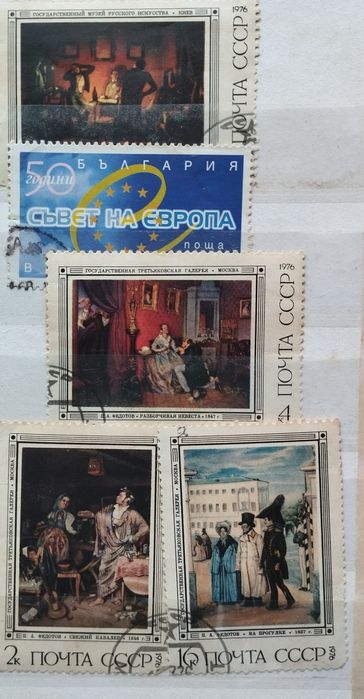 ГОСУДАРСТВЕННЫЙ МУЗЕЙ РУССКОГО ИСКУССТВА · КИЕВ
1976
ПОЧТА СССР
БЪЛГАРИЯ
50
години
СЪВЕТ НА ЕВРОПА
поща
ГОСУДАРСТВЕННАЯ ТРЕТЬЯКОВСКАЯ ГАЛЕРЕЯ · МОСКВА
1976
ПОЧТА СССР
П. А. ФЕДОТОВ · РАЗБОРЧИВАЯ НЕВЕСТА · 1847 г.
ГОСУДАРСТВЕННАЯ ТРЕТЬЯКОВСКАЯ ГАЛЕРЕЯ · МОСКВА
П. А. ФЕДОТОВ · СВЕЖИЙ КАВАЛЕР · 1846 г.
2к ПОЧТА СССР 1976
ГОСУДАРСТВЕННАЯ ТРЕТЬЯКОВСКАЯ ГАЛЕРЕЯ · МОСКВА
П. А. ФЕДОТОВ · НА ПРОГУЛКЕ · 1837 г.
16 ПОЧТА СССР 1976